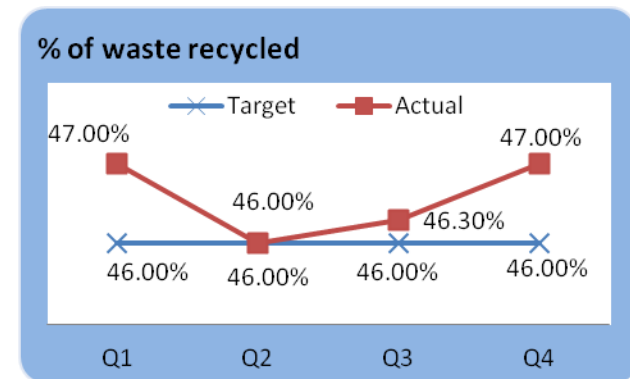 % of waste recycled
Target Actual
47.00% 47.00%
46.00% 46.30%
46.00% 46.00% 46.00% 46.00%
Q1 Q2 Q3 Q4